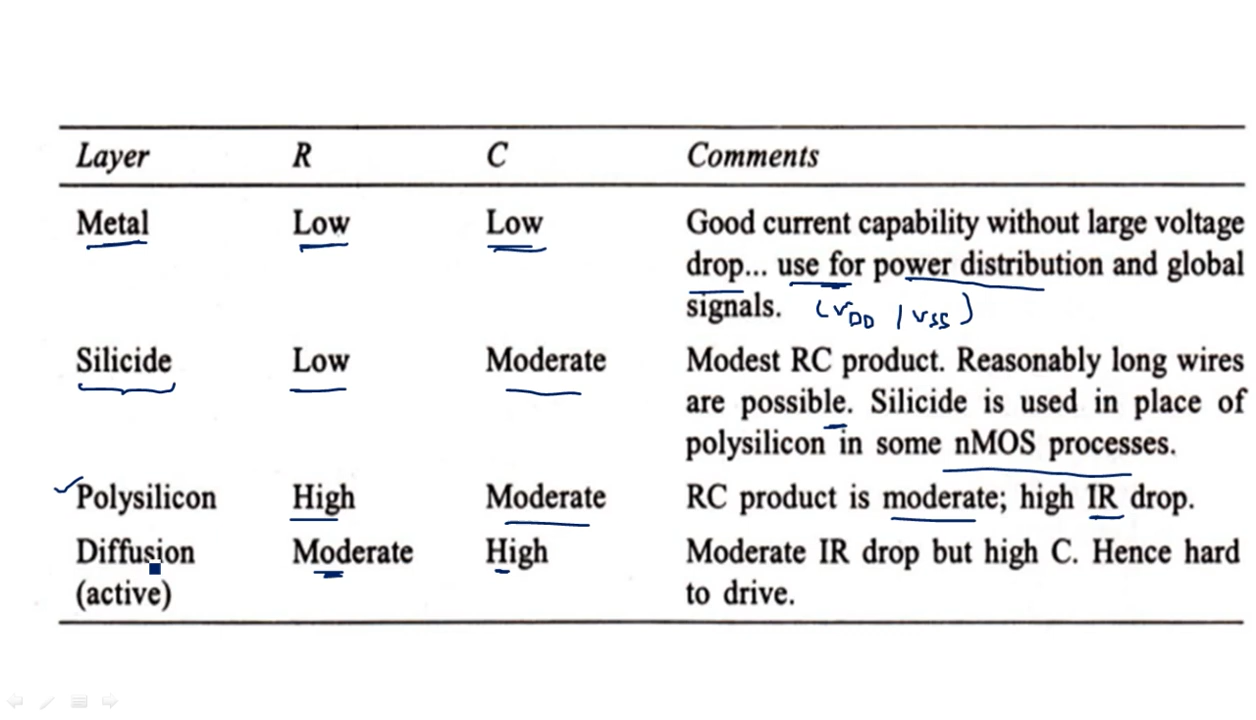 Layer R C Comments
Metal Low Low Good current capability without large voltage
drop... use for power distribution and global
signals. (VDD / VSS)
Silicide Low Moderate Modest RC product. Reasonably long wires
are possible. Silicide is used in place of
polysilicon in some nMOS processes.
Polysilicon High Moderate RC product is moderate; high IR drop.
Diffusion Moderate High Moderate IR drop but high C. Hence hard
(active) to drive.